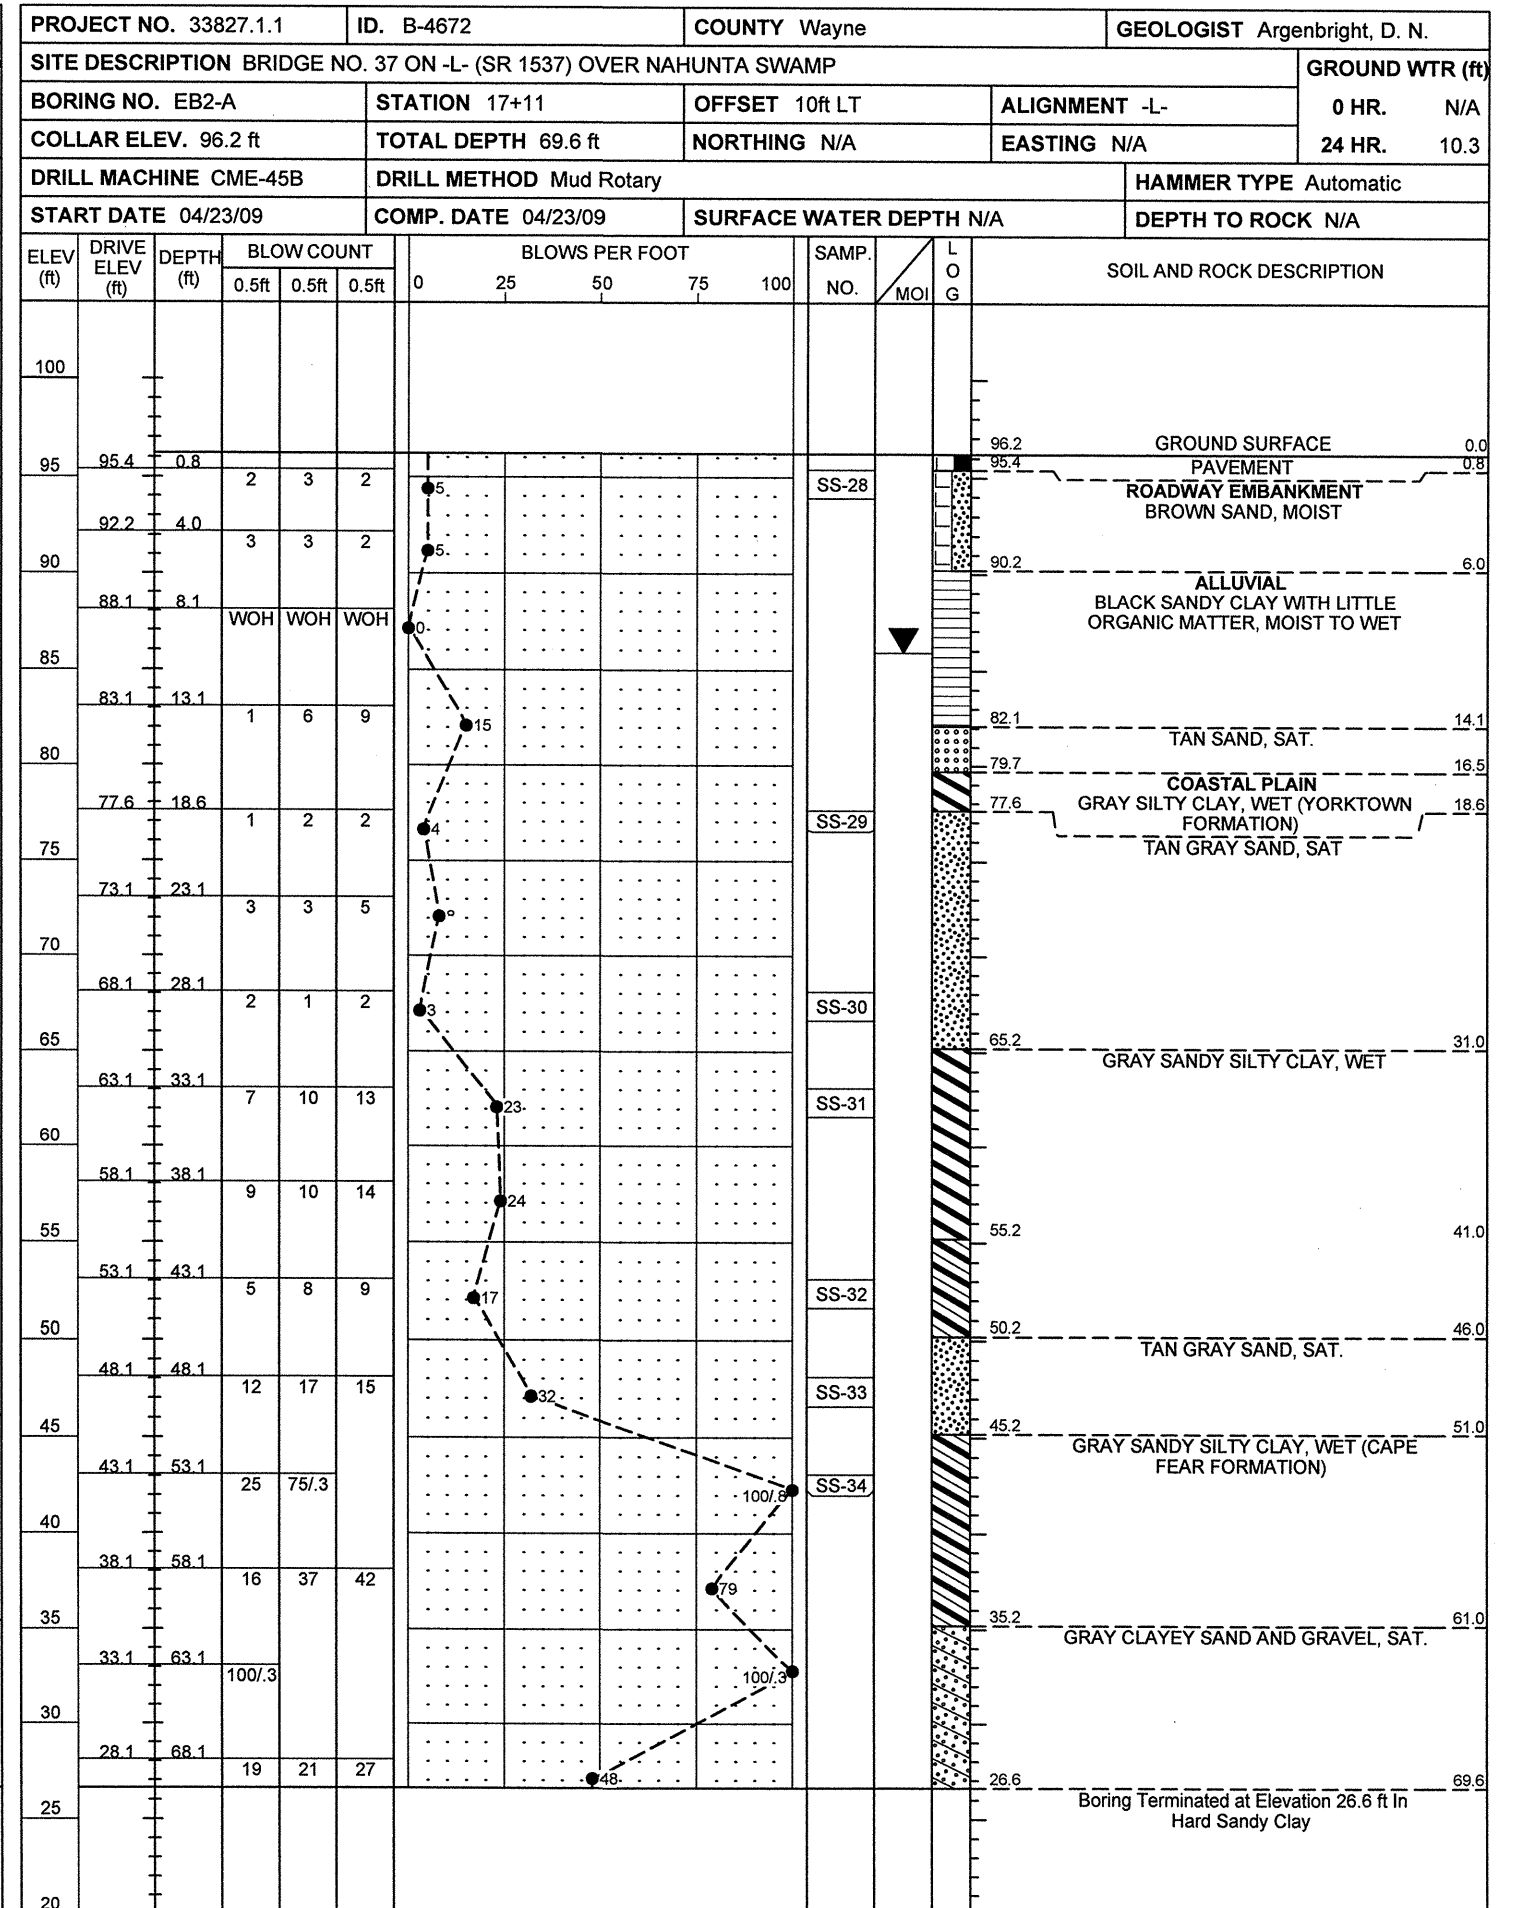 PROJECT NO. 33827.1.1 ID. B-4672 COUNTY Wayne GEOLOGIST Argenbright, D. N.
SITE DESCRIPTION BRIDGE NO. 37 ON -L- (SR 1537) OVER NAHUNTA SWAMP GROUND WTR (ft)
BORING NO. EB2-A STATION 17+11 OFFSET 10ft LT ALIGNMENT -L- 0 HR. N/A
COLLAR ELEV. 96.2 ft TOTAL DEPTH 69.6 ft NORTHING N/A EASTING N/A 24 HR. 10.3
DRILL MACHINE CME-45B DRILL METHOD Mud Rotary HAMMER TYPE Automatic
START DATE 04/23/09 COMP. DATE 04/23/09 SURFACE WATER DEPTH N/A DEPTH TO ROCK N/A
ELEV (ft) DRIVE ELEV (ft) DEPTH (ft) BLOW COUNT BLOWS PER FOOT SAMP. NO. MOI LOG SOIL AND ROCK DESCRIPTION
0.5ft 0.5ft 0.5ft 0 25 50 75 100
100
96.2 GROUND SURFACE 0.0
95 95.4 0.8 95.4 PAVEMENT 0.8
2 3 2 5 SS-28 ROADWAY EMBANKMENT
BROWN SAND, MOIST
92.2 4.0
3 3 2 5
90 90.2 6.0
ALLUVIAL
88.1 8.1 BLACK SANDY CLAY WITH LITTLE
WOH WOH WOH 0 ORGANIC MATTER, MOIST TO WET
85
83.1 13.1
1 6 9 15 82.1 14.1
TAN SAND, SAT.
80 79.7 16.5
COASTAL PLAIN
77.6 18.6 77.6 GRAY SILTY CLAY, WET (YORKTOWN 18.6
1 2 2 4 SS-29 FORMATION)
TAN GRAY SAND, SAT
75
73.1 23.1
3 3 5
70
68.1 28.1
2 1 2 3 SS-30
65 65.2 31.0
GRAY SANDY SILTY CLAY, WET
63.1 33.1
7 10 13 23 SS-31
60
58.1 38.1
9 10 14 24
55 55.2 41.0
53.1 43.1
5 8 9 17 SS-32
50 50.2 46.0
TAN GRAY SAND, SAT.
48.1 48.1
12 17 15 32 SS-33
45 45.2 51.0
GRAY SANDY SILTY CLAY, WET (CAPE
43.1 53.1 FEAR FORMATION)
25 75/.3 100/.8 SS-34
40
38.1 58.1
16 37 42 79
35 35.2 61.0
GRAY CLAYEY SAND AND GRAVEL, SAT.
33.1 63.1
100/.3 100/.3
30
28.1 68.1
19 21 27 48 26.6 69.6
Boring Terminated at Elevation 26.6 ft In
25 Hard Sandy Clay
20